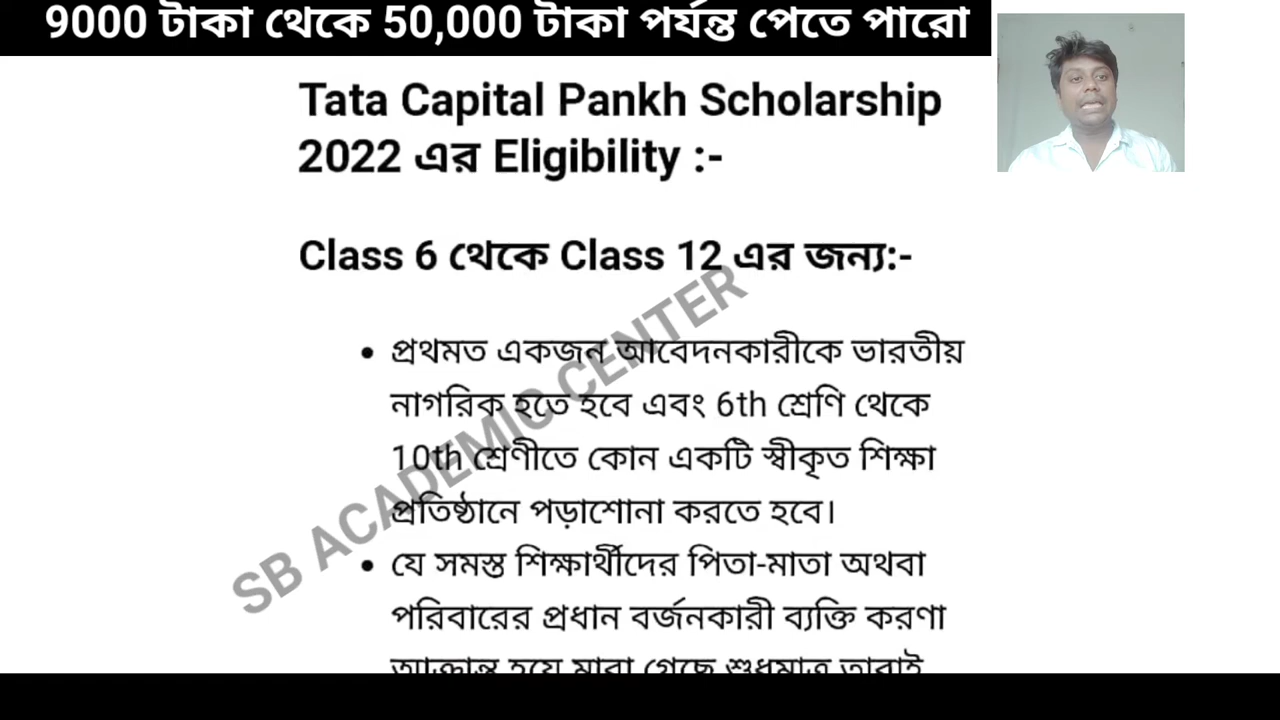 9000 টাকা থেকে 50,000 টাকা পর্যন্ত পেতে পারো
Tata Capital Pankh Scholarship
2022 এর Eligibility :-
Class 6 থেকে Class 12 এর জন্য:-
• প্রথমত একজন আবেদনকারীকে ভারতীয়
নাগরিক হতে হবে এবং 6th শ্রেণি থেকে
10th শ্রেণীতে কোন একটি স্বীকৃত শিক্ষা
প্রতিষ্ঠানে পড়াশোনা করতে হবে।
• যে সমস্ত শিক্ষার্থীদের পিতা-মাতা অথবা
পরিবারের প্রধান বর্জনকারী ব্যক্তি করণা
আক্রান্ত হয়ে মারা গেছে শুধুমাত্র তারাই
SB ACADEMIC CENTER